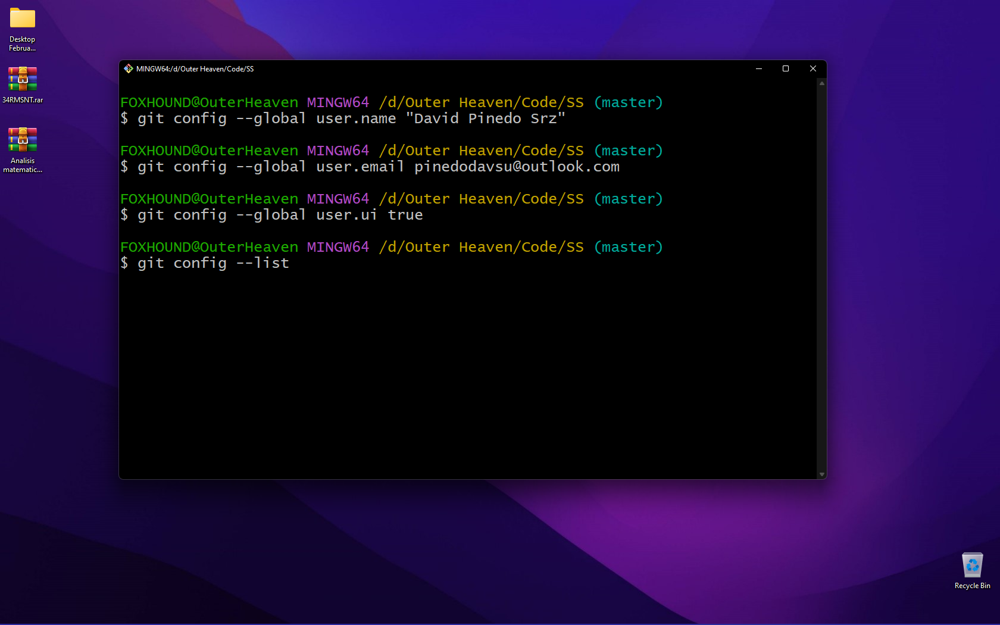 Desktop
Februa...
34RMSNT.rar
Analisis
matematic...
MINGW64:/d/Outer Heaven/Code/SS
FOXHOUND@OuterHeaven MINGW64 /d/Outer Heaven/Code/SS (master)
$ git config --global user.name "David Pinedo Srz"
FOXHOUND@OuterHeaven MINGW64 /d/Outer Heaven/Code/SS (master)
$ git config --global user.email pinedodavsu@outlook.com
FOXHOUND@OuterHeaven MINGW64 /d/Outer Heaven/Code/SS (master)
$ git config --global user.ui true
FOXHOUND@OuterHeaven MINGW64 /d/Outer Heaven/Code/SS (master)
$ git config --list
Recycle Bin